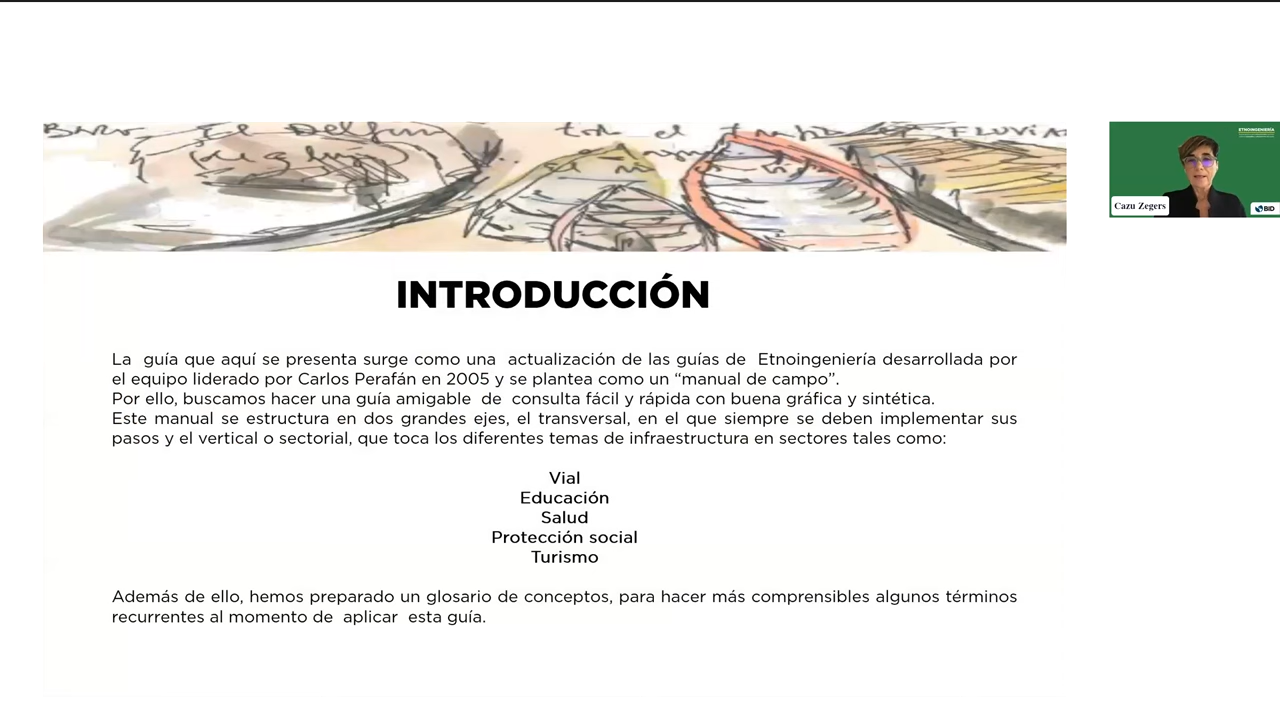 El Delfin
FLUVIA
ETNOINGENIERÍA
Cazu Zegers
BID
INTRODUCCIÓN
La guía que aquí se presenta surge como una actualización de las guías de Etnoingeniería desarrollada por
el equipo liderado por Carlos Perafán en 2005 y se plantea como un “manual de campo”.
Por ello, buscamos hacer una guía amigable de consulta fácil y rápida con buena gráfica y sintética.
Este manual se estructura en dos grandes ejes, el transversal, en el que siempre se deben implementar sus
pasos y el vertical o sectorial, que toca los diferentes temas de infraestructura en sectores tales como:
Vial
Educación
Salud
Protección social
Turismo
Además de ello, hemos preparado un glosario de conceptos, para hacer más comprensibles algunos términos
recurrentes al momento de aplicar esta guía.